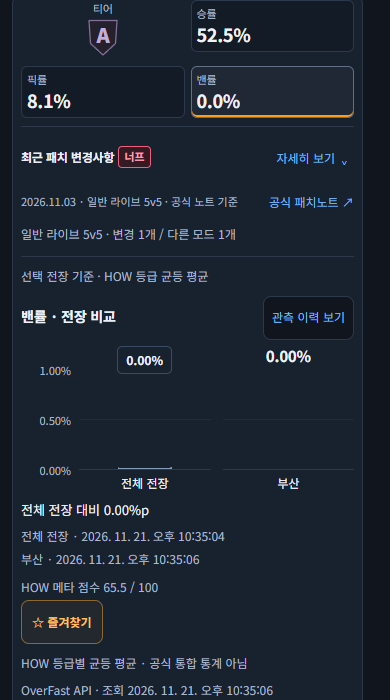 티어
A
승률
52.5%
픽률
8.1%
밴률
0.0%
최근 패치 변경사항 너프 자세히 보기 ⌄
2026.11.03 · 일반 라이브 5v5 · 공식 노트 기준 공식 패치노트 ↗
일반 라이브 5v5 · 변경 1개 / 다른 모드 1개
선택 전장 기준 · HOW 등급 균등 평균
밴률 · 전장 비교 관측 이력 보기
0.00% 0.00%
1.00%
0.50%
0.00%
전체 전장 부산
전체 전장 대비 0.00%p
전체 전장 · 2026. 11. 21. 오후 10:35:04
부산 · 2026. 11. 21. 오후 10:35:06
HOW 메타 점수 65.5 / 100
☆ 즐겨찾기
HOW 등급별 균등 평균 · 공식 통합 통계 아님
OverFast API · 조회 2026. 11. 21. 오후 10:35:06